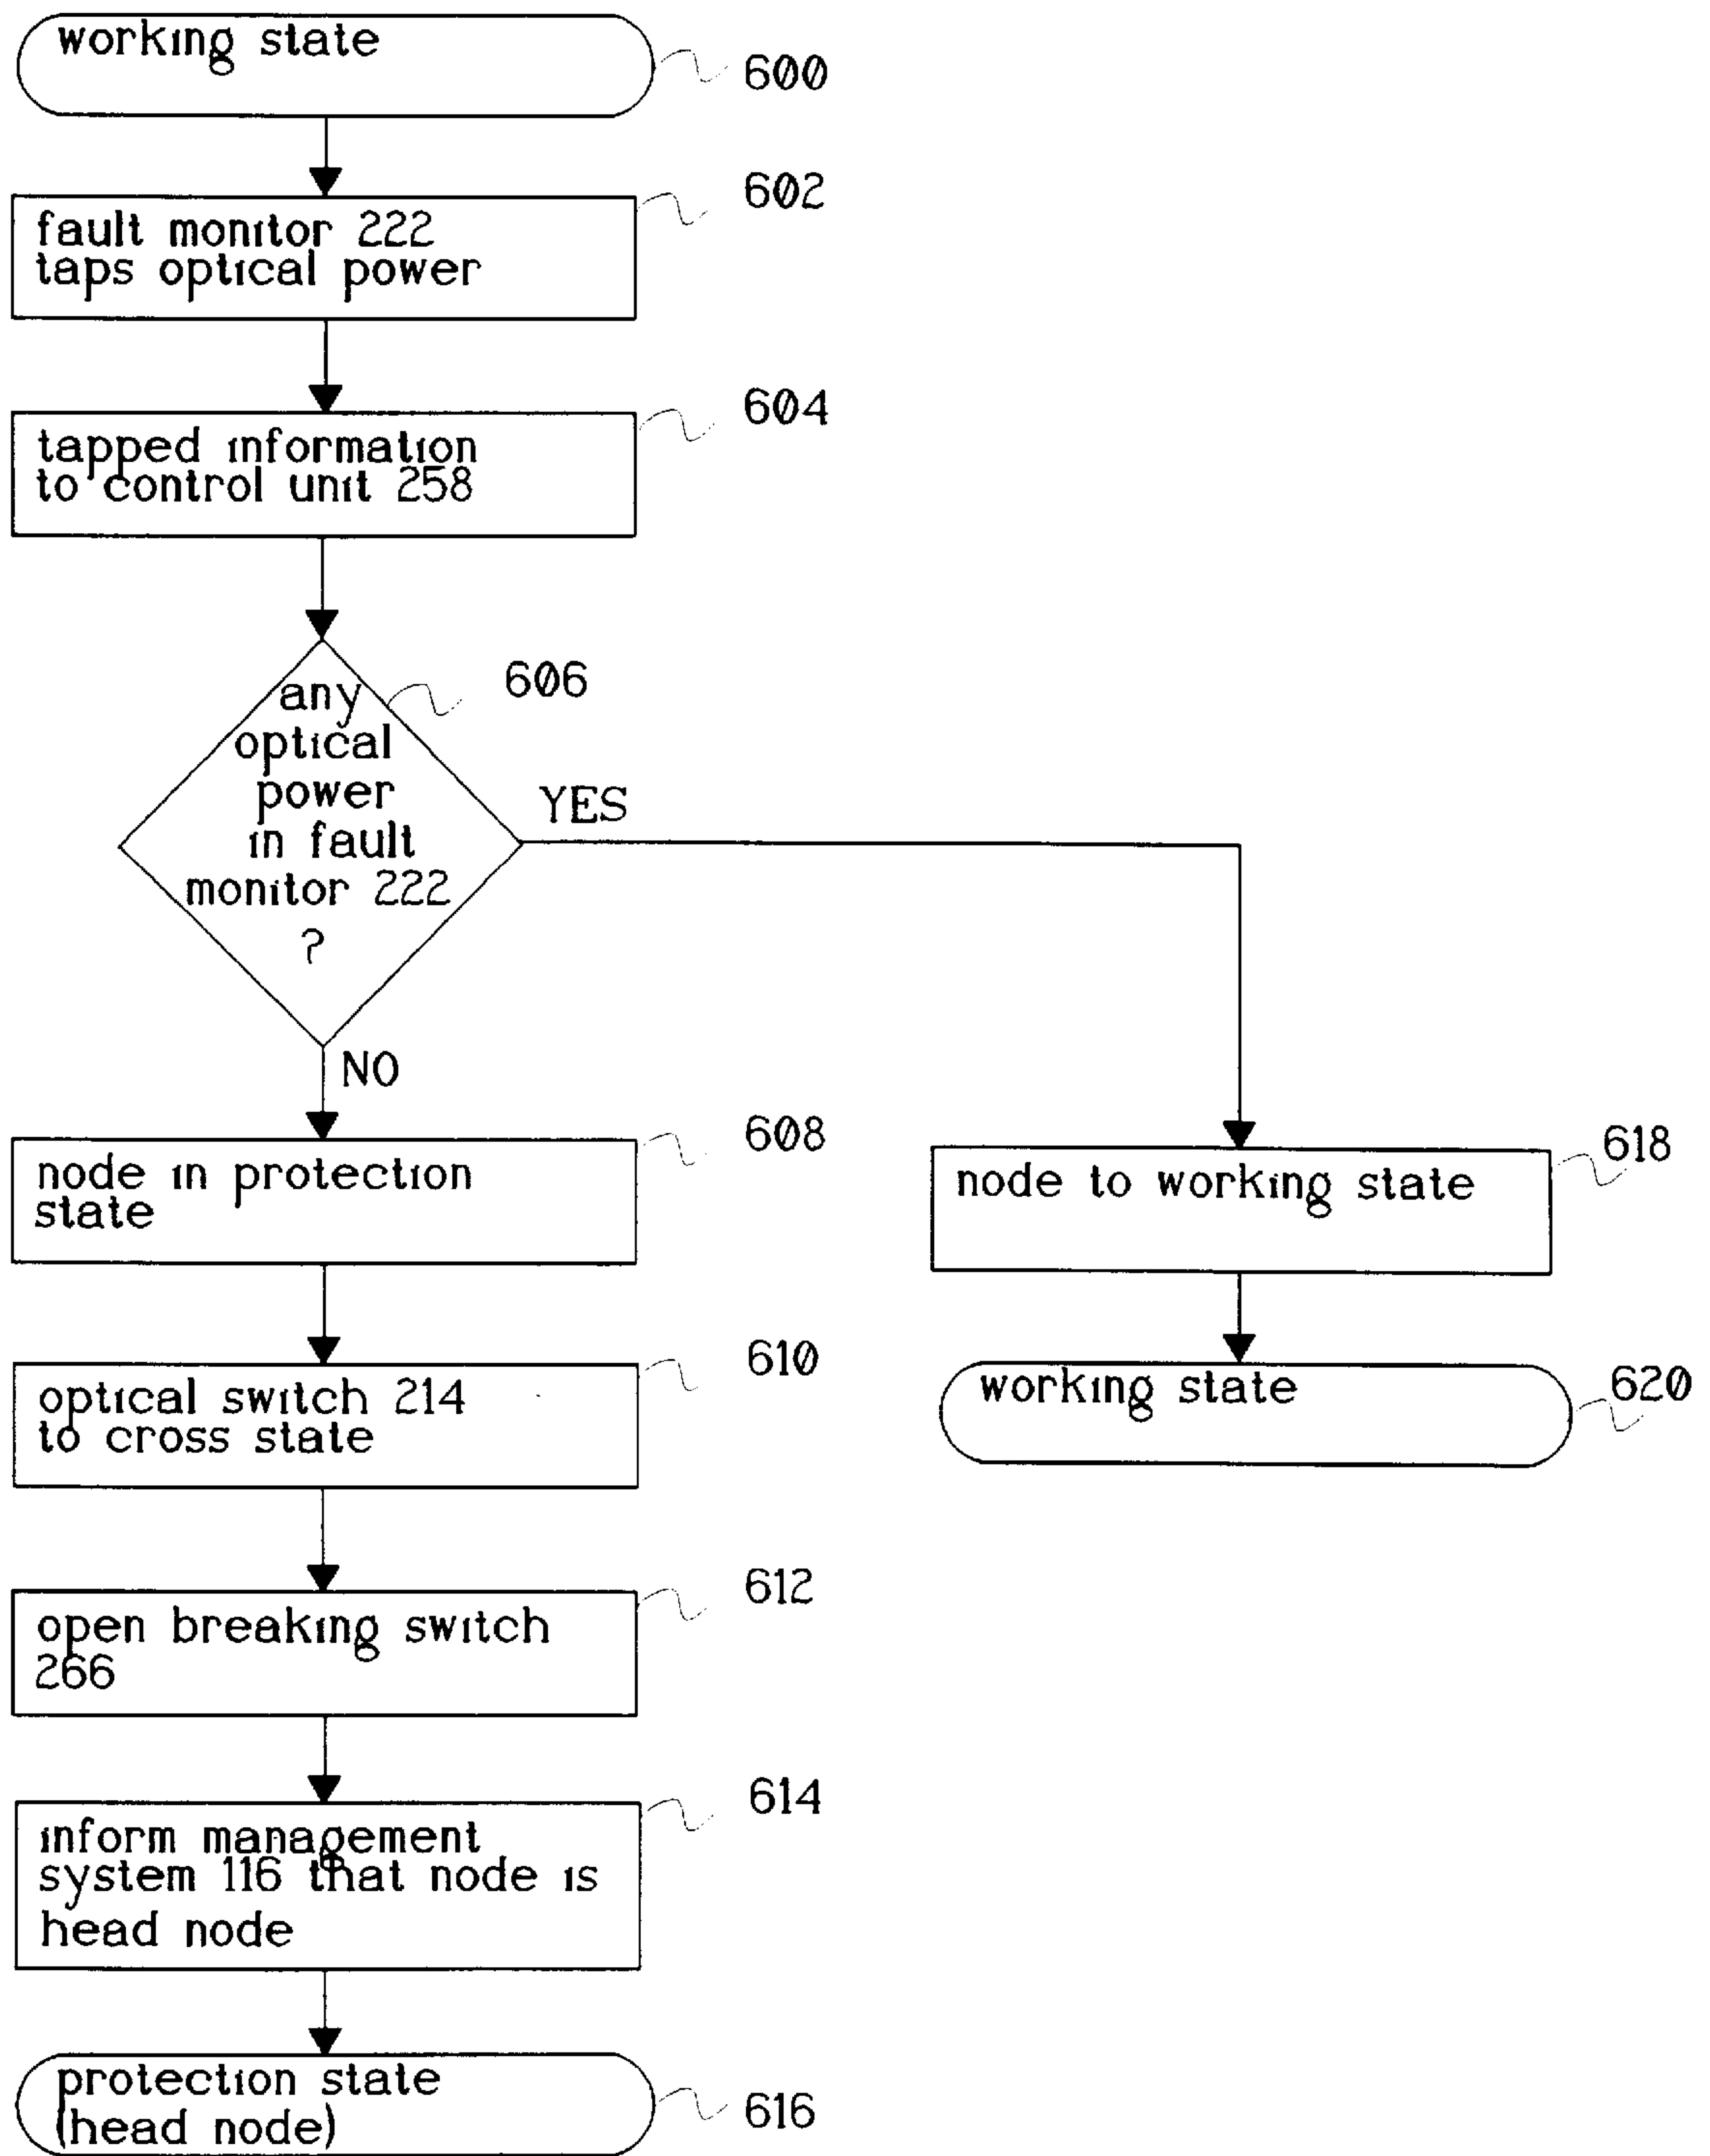 working state
600
602
fault monitor 222
taps optical power
604
tapped information
to control unit 258
606
any
optical
power
in fault
monitor 222
?
YES
NO
608
node in protection
state
618
node to working state
610
optical switch 214
to cross state
working state
620
612
open breaking switch
266
614
inform management
system 116 that node is
head node
protection state
(head node)
616